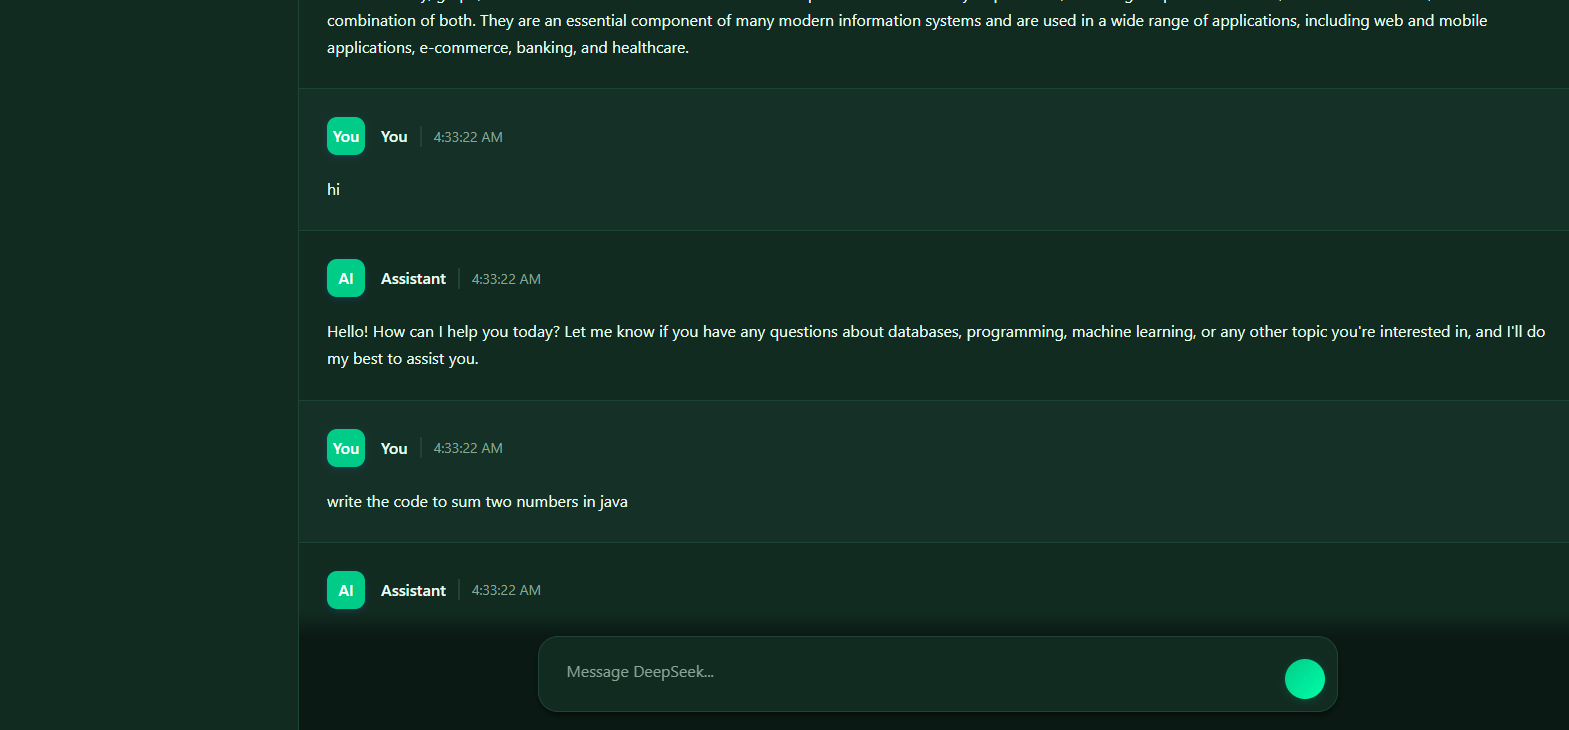 combination of both. They are an essential component of many modern information systems and are used in a wide range of applications, including web and mobile
applications, e-commerce, banking, and healthcare.
You You 4:33:22 AM
hi
AI Assistant 4:33:22 AM
Hello! How can I help you today? Let me know if you have any questions about databases, programming, machine learning, or any other topic you're interested in, and I'll do
my best to assist you.
You You 4:33:22 AM
write the code to sum two numbers in java
AI Assistant 4:33:22 AM
Message DeepSeek...